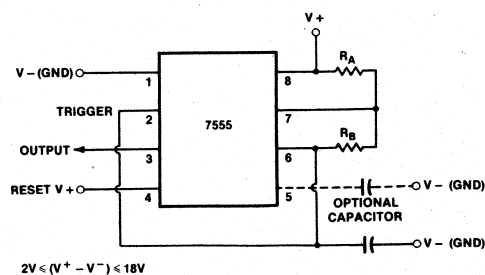 V+
V−(GND)
1
8
RA
TRIGGER
2
7555
7
RB
OUTPUT
3
6
RESET V+
4
5
V− (GND)
OPTIONAL
CAPACITOR
V− (GND)
2V ≤ (V+ − V−) ≤ 18V